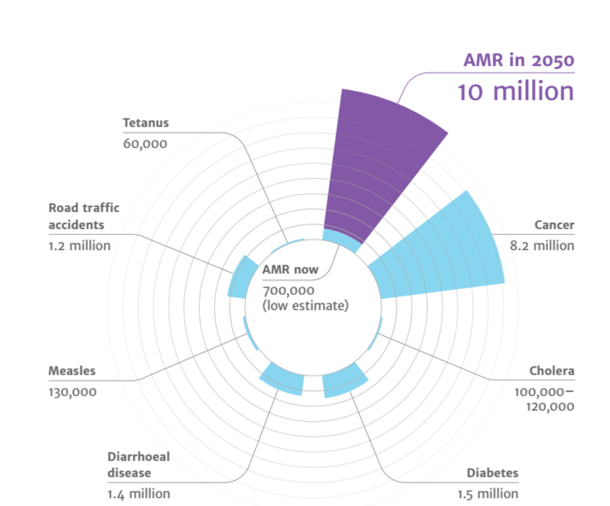 AMR in 2050
10 million
Tetanus
60,000
Road traffic
accidents
1.2 million
Cancer
8.2 million
AMR now
700,000
(low estimate)
Measles
130,000
Cholera
100,000–
120,000
Diarrhoeal
disease
1.4 million
Diabetes
1.5 million